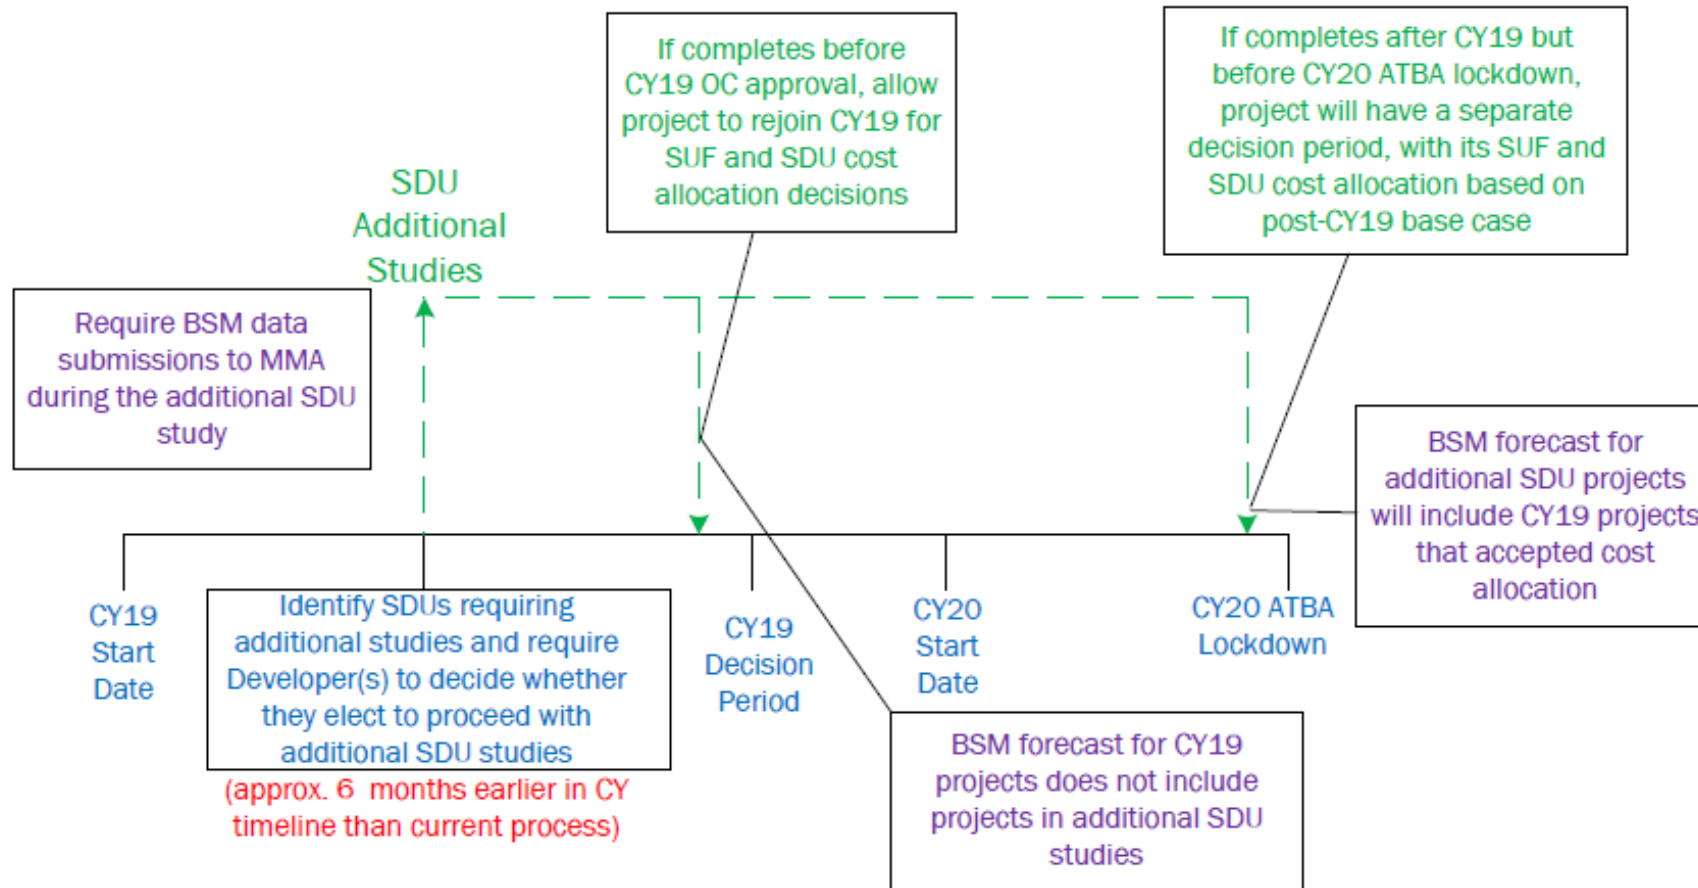 If completes before
CY19 OC approval, allow
project to rejoin CY19 for
SUF and SDU cost
allocation decisions
If completes after CY19 but
before CY20 ATBA lockdown,
project will have a separate
decision period, with its SUF and
SDU cost allocation based on
post-CY19 base case
SDU
Additional
Studies
Require BSM data
submissions to MMA
during the additional SDU
study
BSM forecast for
additional SDU projects
will include CY19 projects
that accepted cost
allocation
CY19
Start
Date
Identify SDUs requiring
additional studies and require
Developer(s) to decide whether
they elect to proceed with
additional SDU studies
(approx. 6 months earlier in CY
timeline than current process)
CY19
Decision
Period
CY20
Start
Date
CY20 ATBA
Lockdown
BSM forecast for CY19
projects does not include
projects in additional SDU
studies